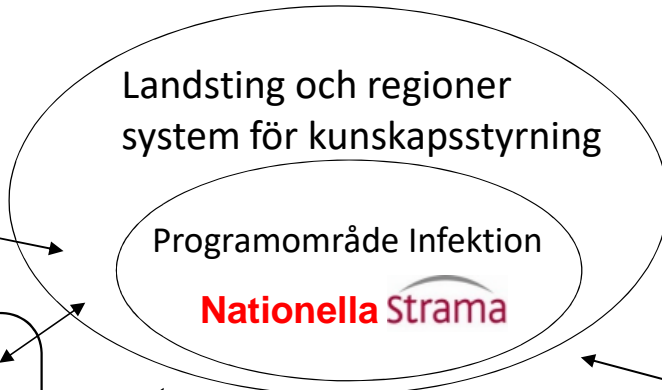 Landsting och regioner
system för kunskapsstyrning
Programområde Infektion
Nationella Strama